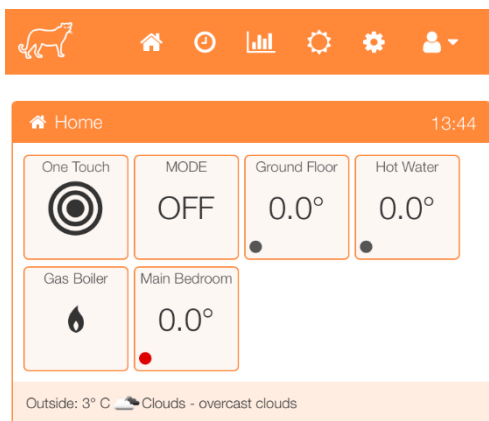 Home 13:44
One Touch MODE Ground Floor Hot Water
OFF 0.0° 0.0°
Gas Boiler Main Bedroom
0.0°
Outside: 3° C Clouds - overcast clouds